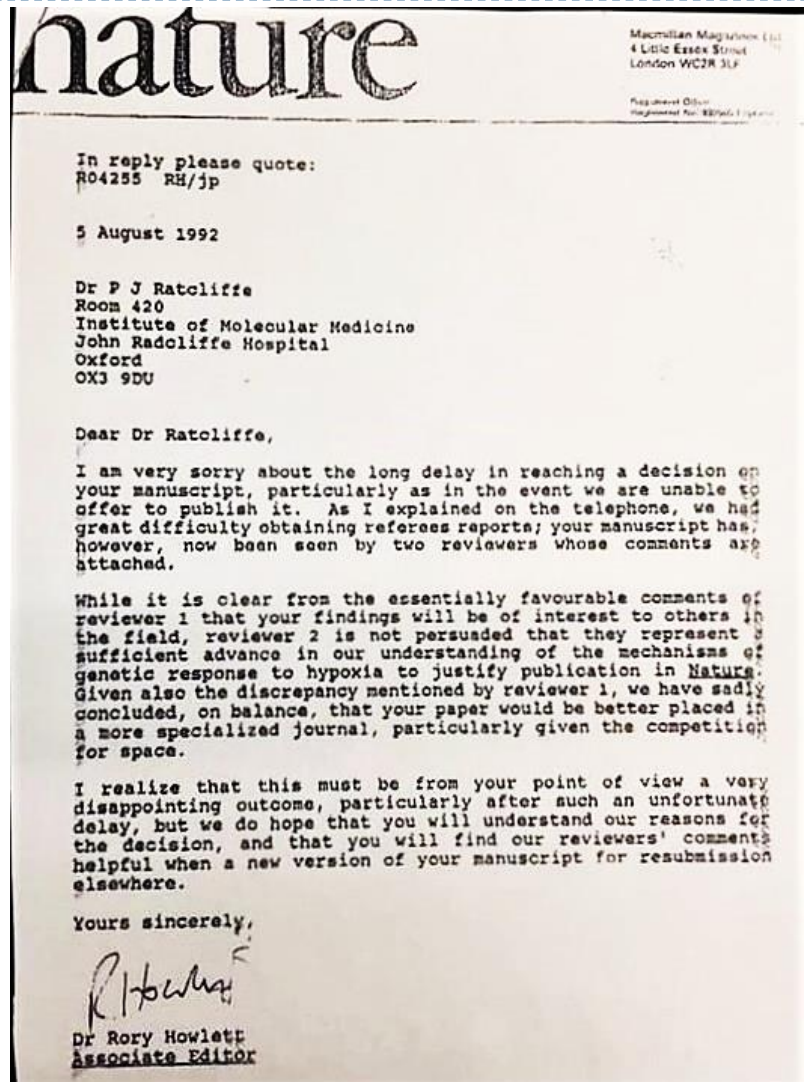 nature
Macmillan Magazines Ltd
4 Little Essex Street
London WC2R 3LF
Registered Office
In reply please quote:
R04255 RH/jp
5 August 1992
Dr P J Ratcliffe
Room 420
Institute of Molecular Medicine
John Radcliffe Hospital
Oxford
OX3 9DU
Dear Dr Ratcliffe,
I am very sorry about the long delay in reaching a decision on
your manuscript, particularly as in the event we are unable to
offer to publish it. As I explained on the telephone, we had
great difficulty obtaining referees reports; your manuscript has,
however, now been seen by two reviewers whose comments are
attached.
While it is clear from the essentially favourable comments of
reviewer 1 that your findings will be of interest to others in
the field, reviewer 2 is not persuaded that they represent a
sufficient advance in our understanding of the mechanisms of
genetic response to hypoxia to justify publication in Nature.
Given also the discrepancy mentioned by reviewer 1, we have sadly
concluded, on balance, that your paper would be better placed in
a more specialized journal, particularly given the competition
for space.
I realize that this must be from your point of view a very
disappointing outcome, particularly after such an unfortunate
delay, but we do hope that you will understand our reasons for
the decision, and that you will find our reviewers' comments
helpful when a new version of your manuscript for resubmission
elsewhere.
Yours sincerely,
R Howlett
Dr Rory Howlett
Associate Editor